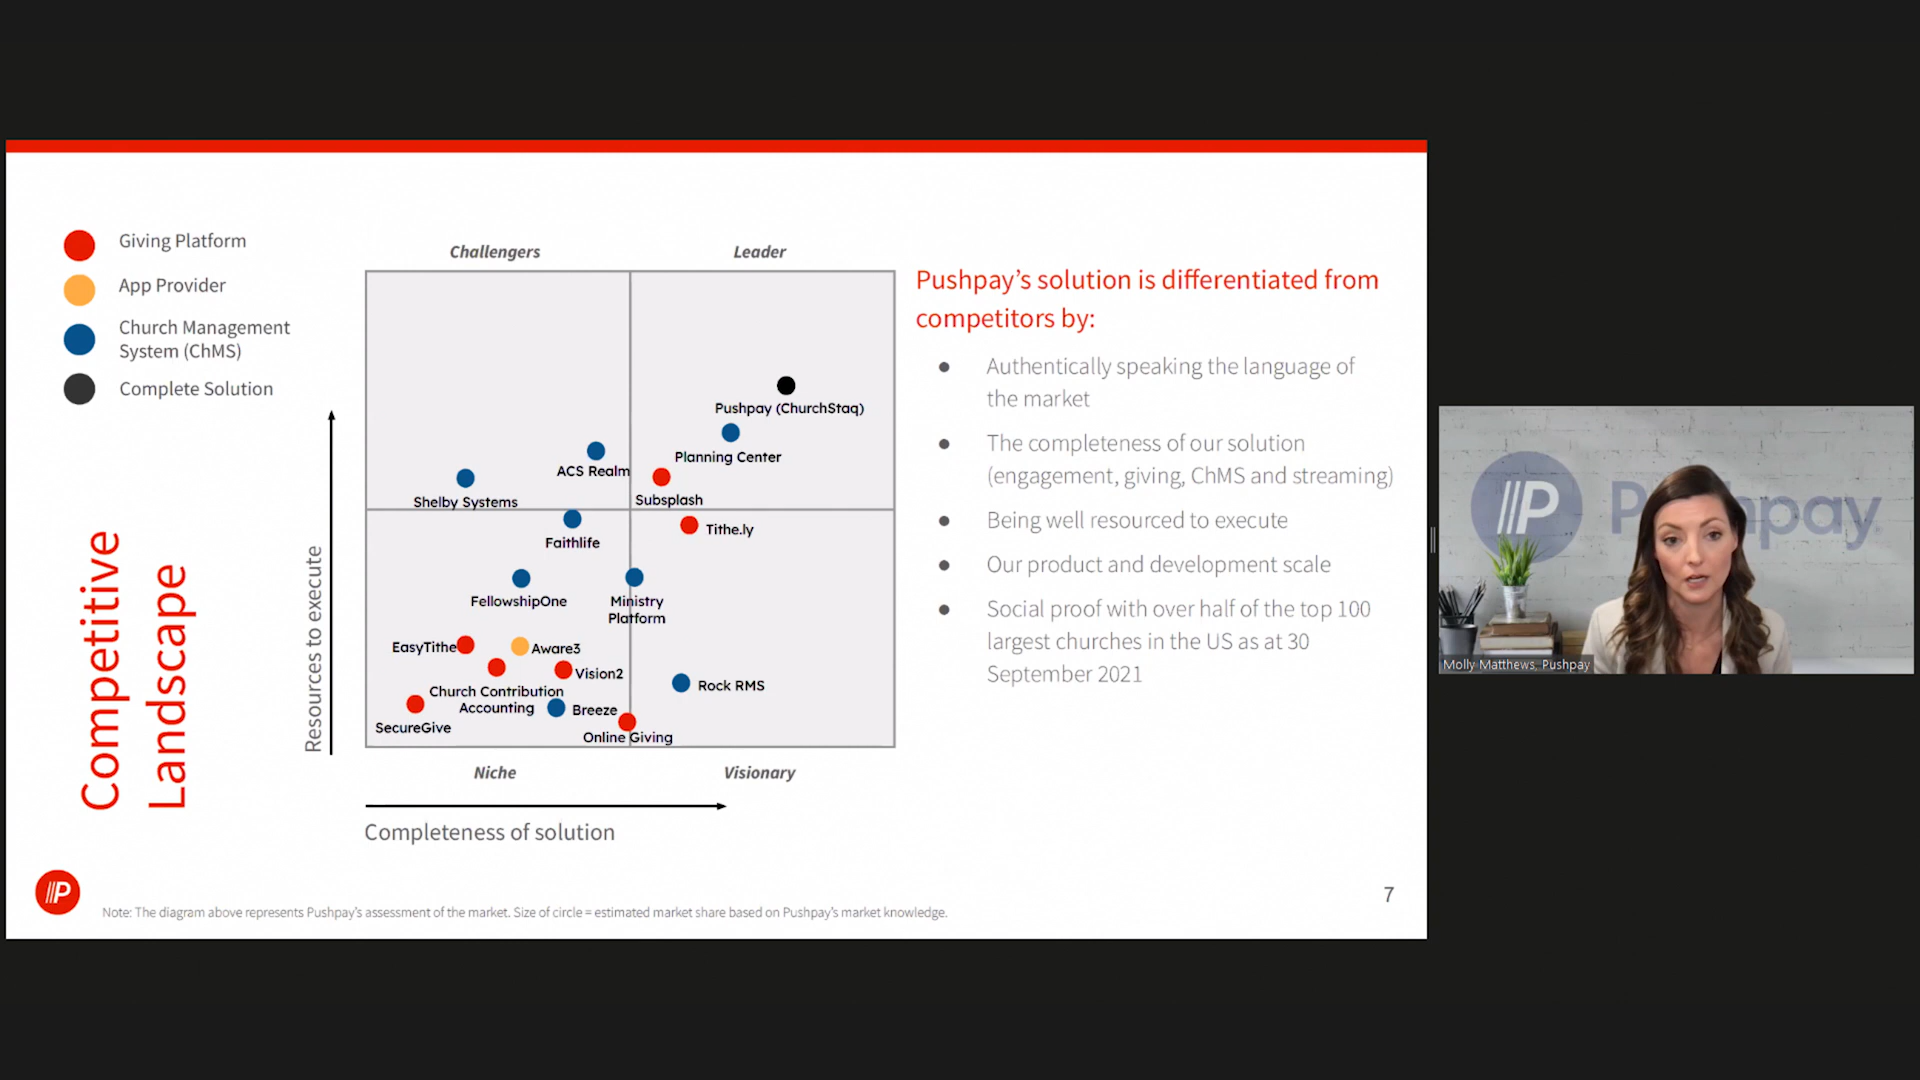 Giving Platform
App Provider
Church Management
System (ChMS)
Complete Solution
Competitive
Landscape
Resources to execute
Challengers
Leader
Pushpay (ChurchStaq)
Planning Center
ACS Realm
Shelby Systems
Subsplash
Tithe.ly
Faithlife
FellowshipOne
Ministry
Platform
EasyTithe
Aware3
Vision2
Church Contribution
Accounting
Rock RMS
Breeze
SecureGive
Online Giving
Niche
Visionary
Completeness of solution
Pushpay’s solution is differentiated from
competitors by:
● Authentically speaking the language of
the market
● The completeness of our solution
(engagement, giving, ChMS and streaming)
● Being well resourced to execute
● Our product and development scale
● Social proof with over half of the top 100
largest churches in the US as at 30
September 2021
P
Note: The diagram above represents Pushpay’s assessment of the market. Size of circle = estimated market share based on Pushpay’s market knowledge.
7
P Pushpay
Molly Matthews, Pushpay